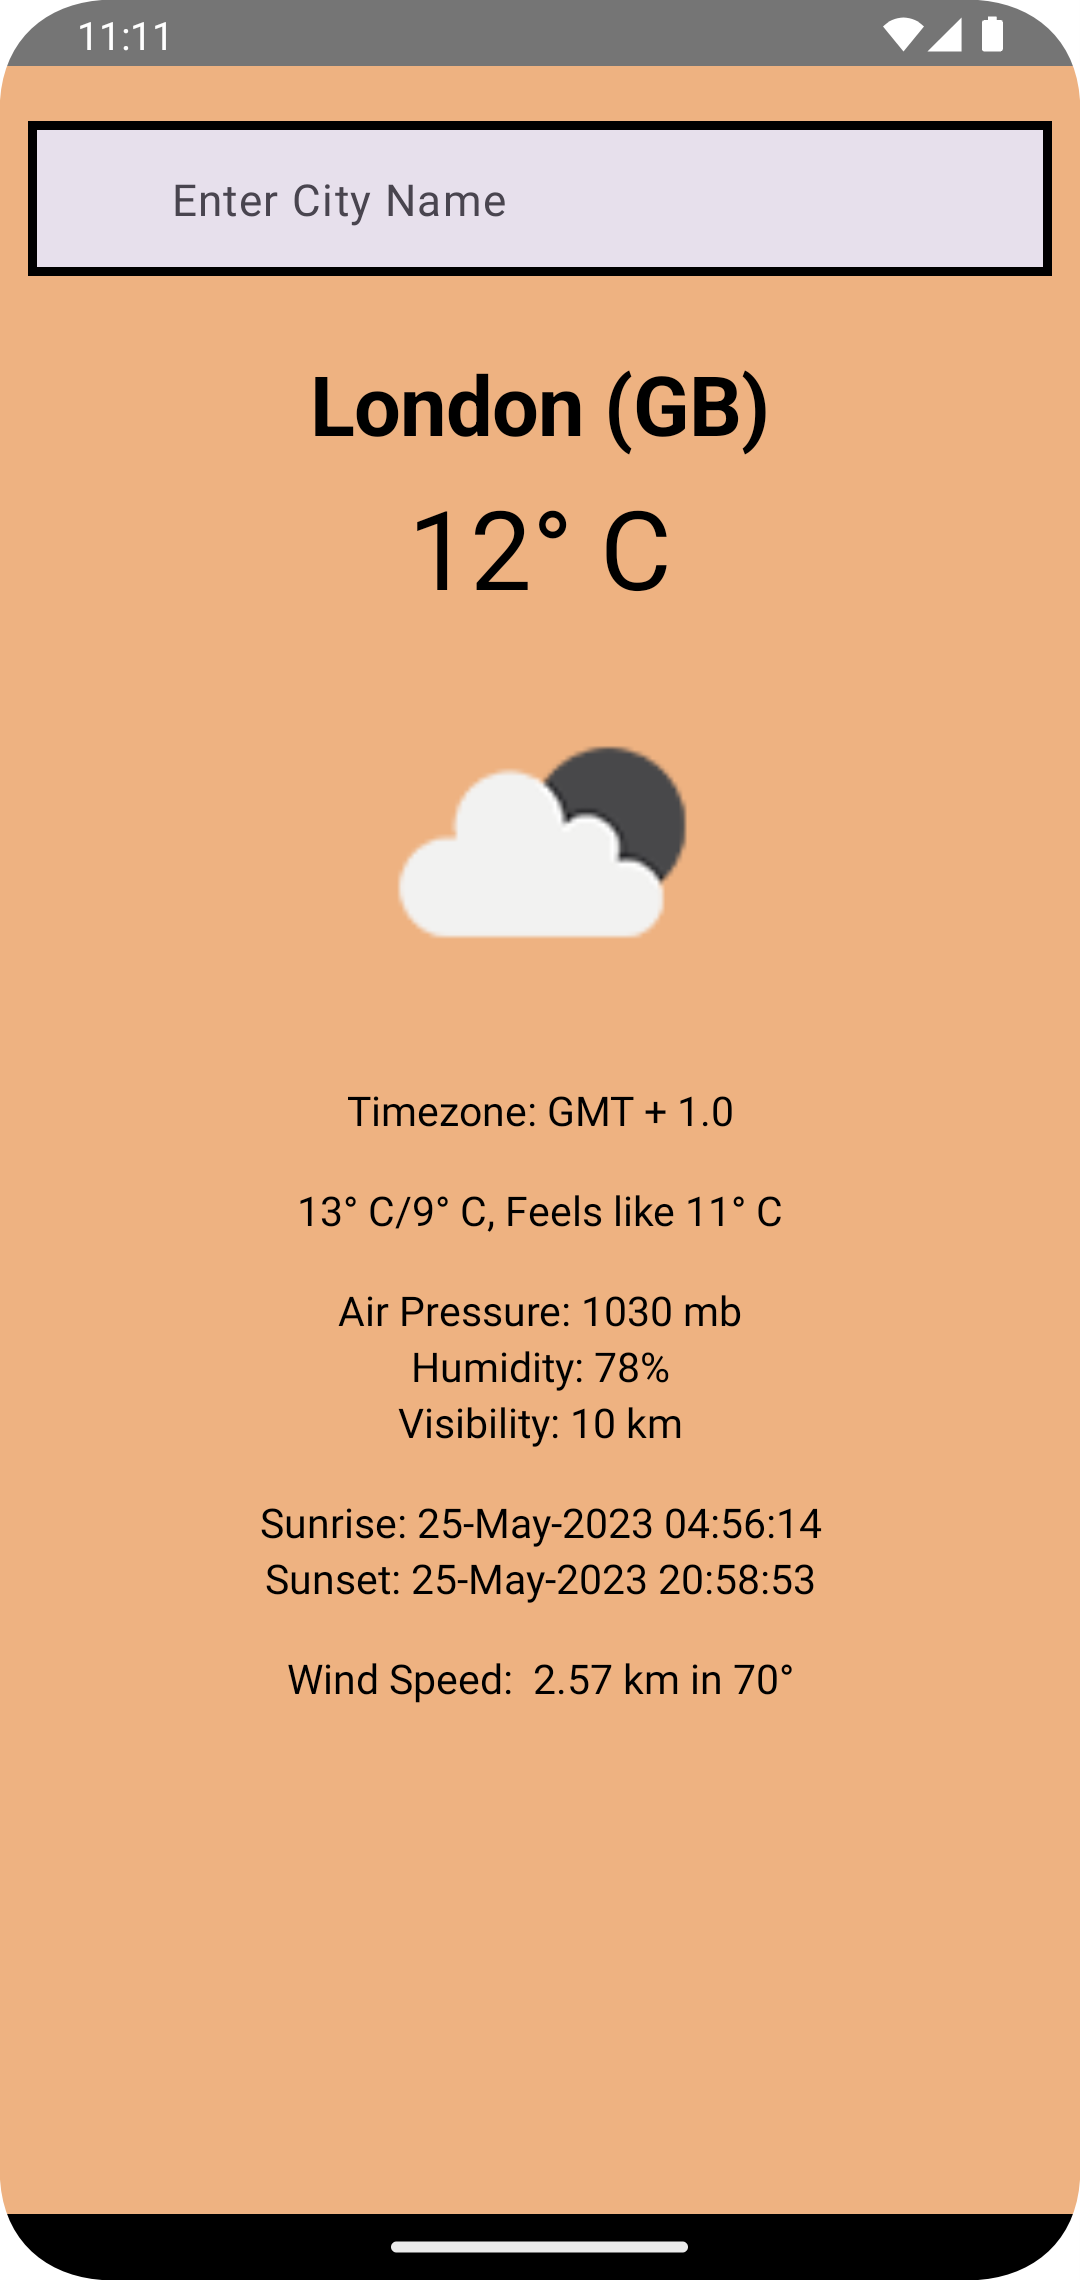 11:11
Enter City Name
London (GB)
12° C
Timezone: GMT + 1.0
13° C/9° C, Feels like 11° C
Air Pressure: 1030 mb
Humidity: 78%
Visibility: 10 km
Sunrise: 25-May-2023 04:56:14
Sunset: 25-May-2023 20:58:53
Wind Speed:  2.57 km in 70°